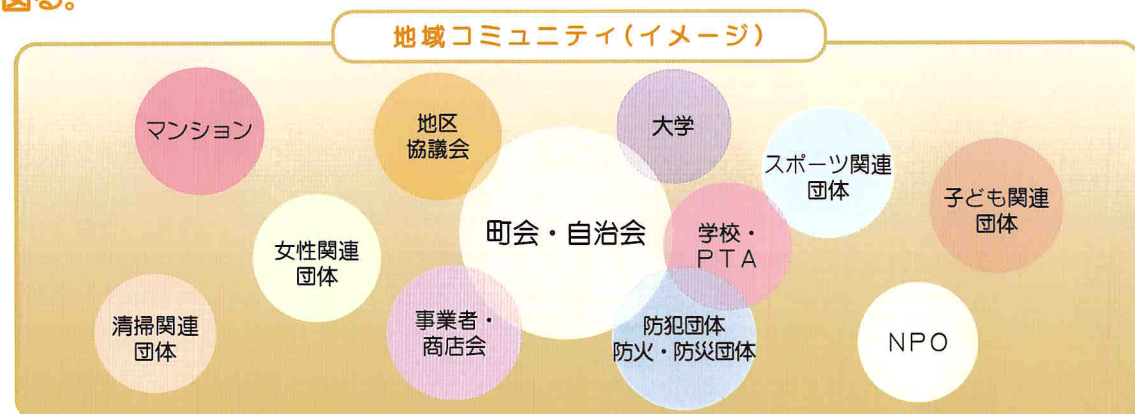 図る。
地域コミュニティ(イメージ)
マンション
地区
協議会
大学
スポーツ関連
団体
子ども関連
団体
町会・自治会
学校・
PTA
女性関連
団体
清掃関連
団体
事業者・
商店会
防犯団体
防火・防災団体
NPO